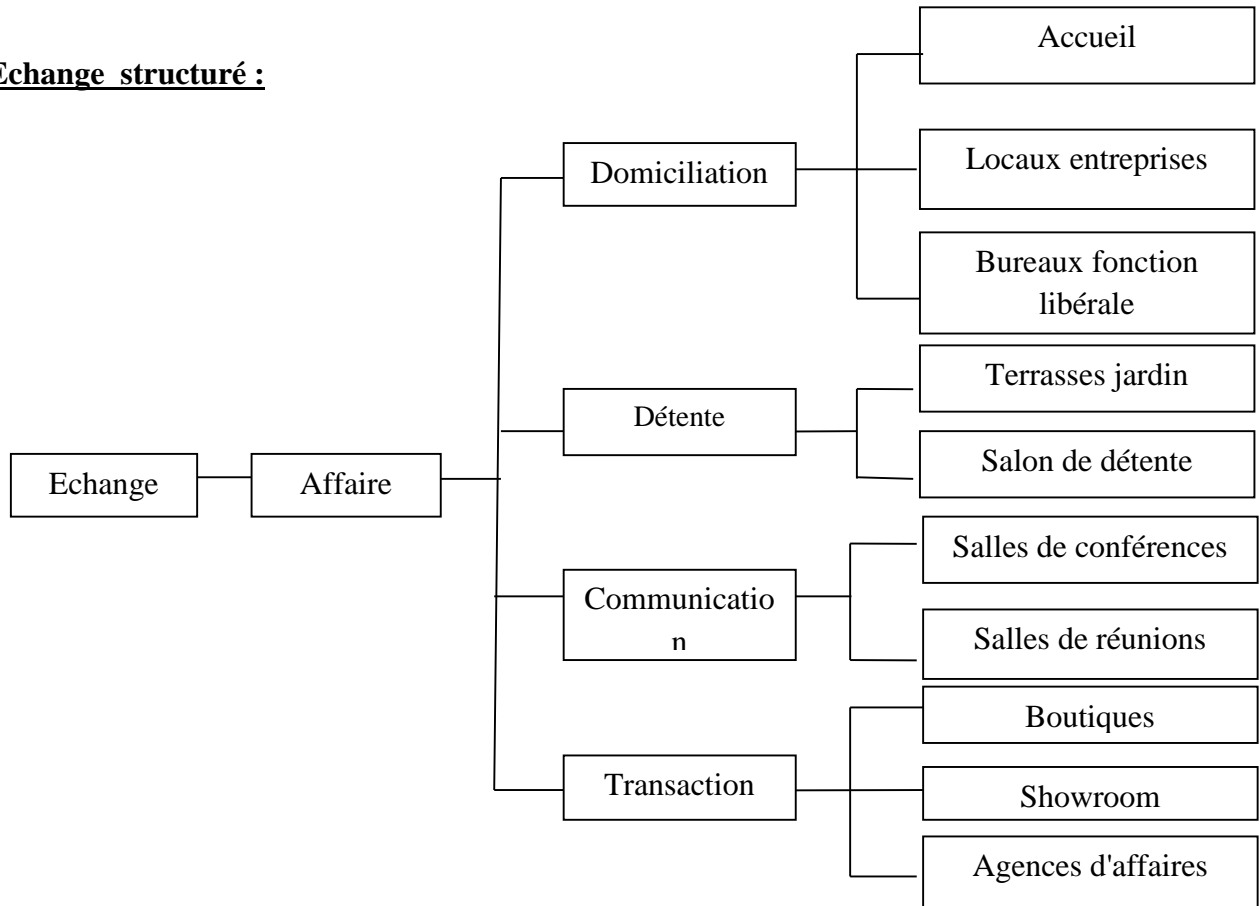 Echange structuré :
Accueil
Domiciliation
Locaux entreprises
Bureaux fonction
libérale
Détente
Terrasses jardin
Salon de détente
Echange
Affaire
Communicatio
n
Salles de conférences
Salles de réunions
Transaction
Boutiques
Showroom
Agences d'affaires